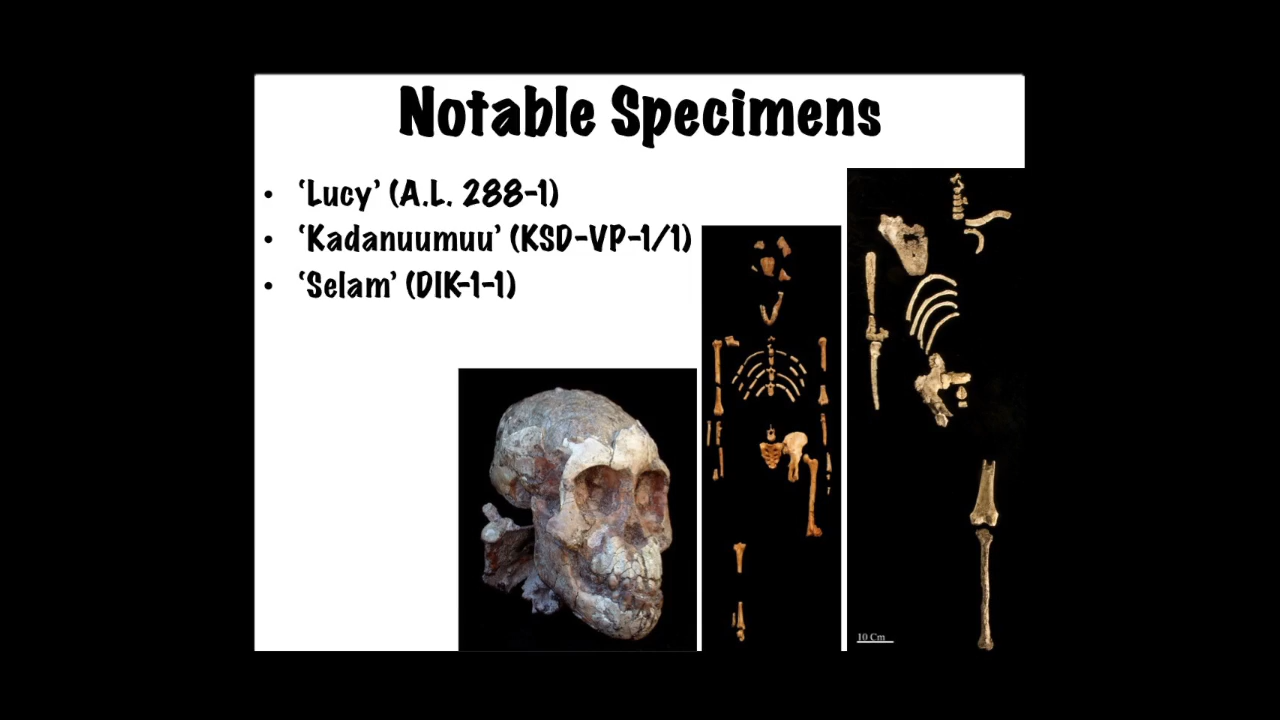 Notable Specimens
• ‘Lucy’ (A.L. 288-1)
• ‘Kadanuumuu’ (KSD-VP-1/1)
• ‘Selam’ (DIK-1-1)
10 Cm